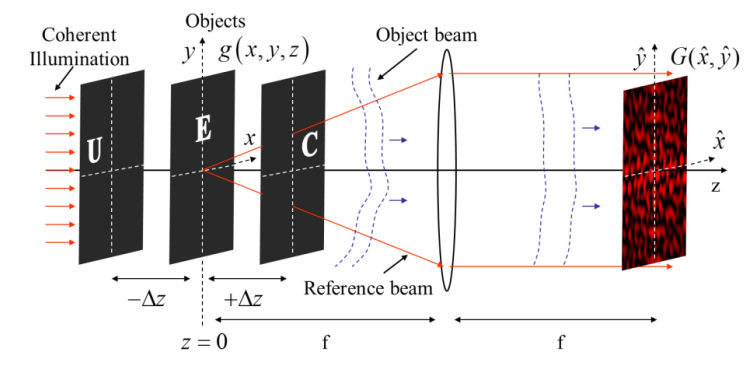 Coherent
Illumination
Objects
y g(x, y, z)
Object beam
ŷ G(x̂, ŷ)
U
E
C
x
x̂
z
Reference beam
−Δz
+Δz
z = 0
f
f